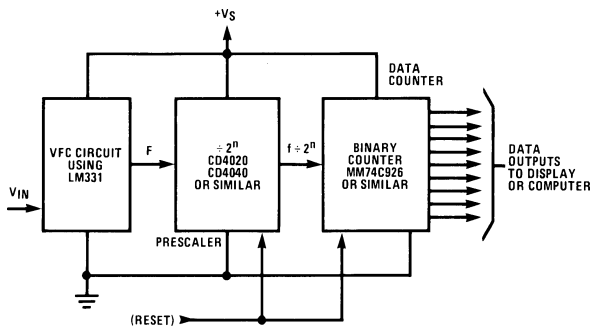 +VS
DATA
COUNTER
VFC CIRCUIT
USING
LM331
F
÷ 2ⁿ
CD4020
CD4040
OR SIMILAR
f ÷ 2ⁿ
BINARY
COUNTER
MM74C926
OR SIMILAR
DATA
OUTPUTS
TO DISPLAY
OR COMPUTER
VIN
PRESCALER
(RESET)